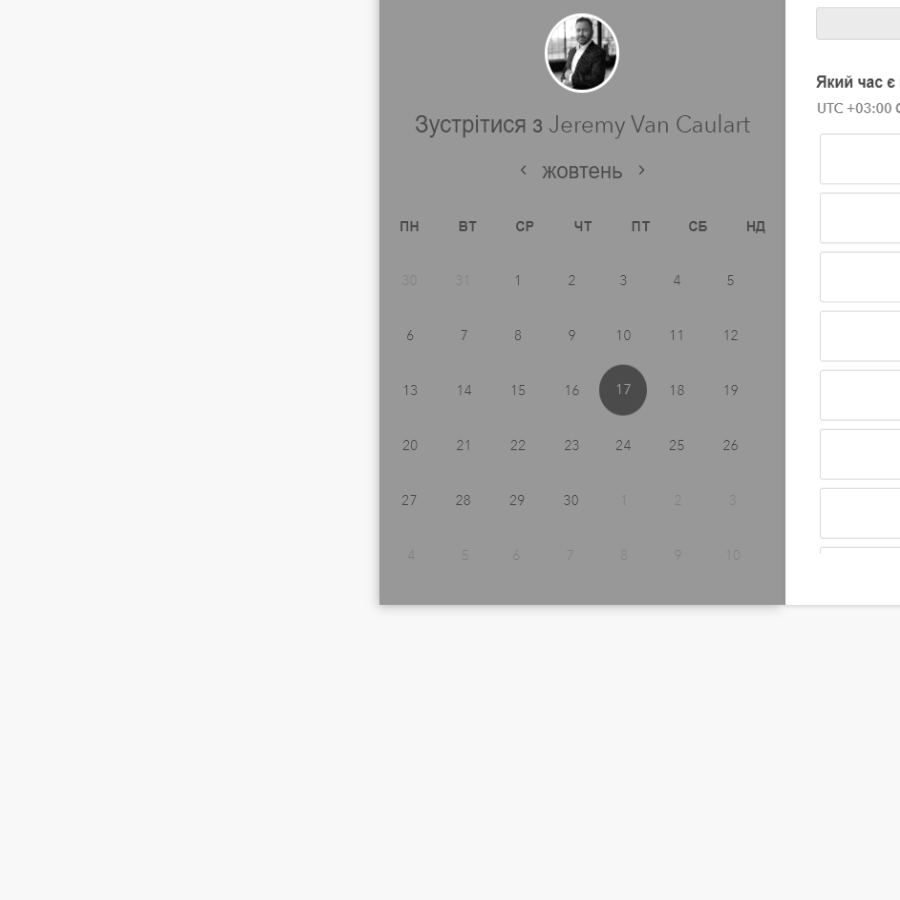 Зустрітися з Jeremy Van Caulart
‹ жовтень ›
ПН ВТ СР ЧТ ПТ СБ НД
30 31 1 2 3 4 5
6 7 8 9 10 11 12
13 14 15 16 17 18 19
20 21 22 23 24 25 26
27 28 29 30 1 2 3
4 5 6 7 8 9 10
Який час є
UTC +03:00